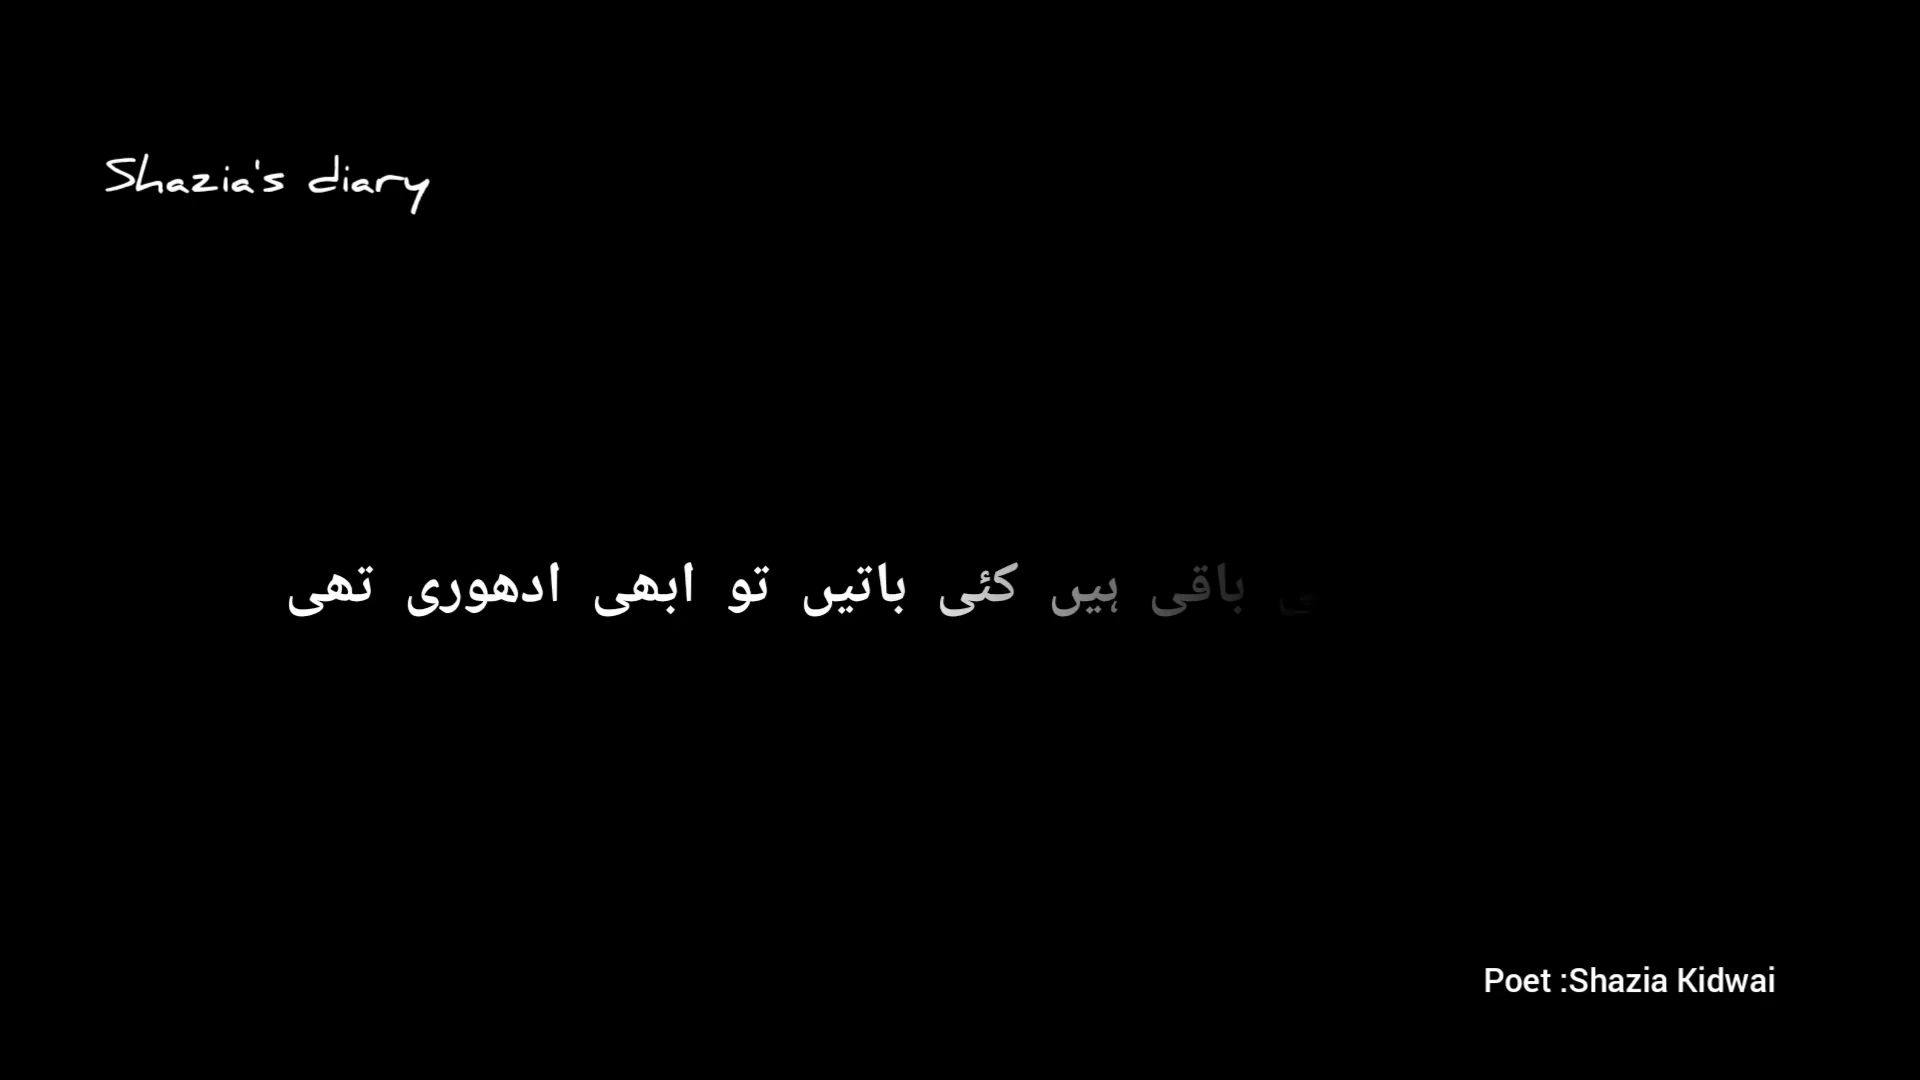 Shazia's diary
باقی ہیں کئی باتیں تو ابھی ادھوری تھی
Poet :Shazia Kidwai